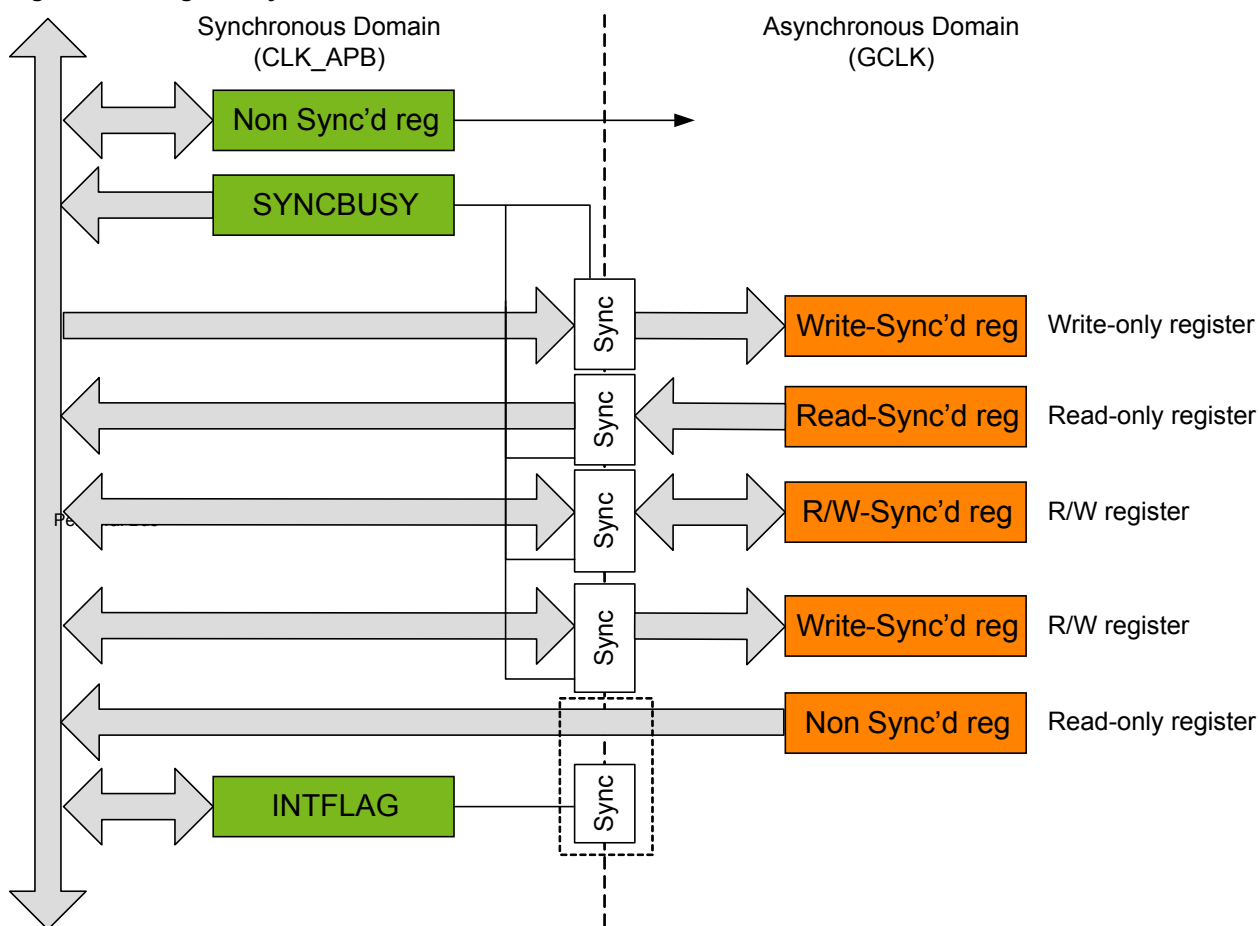 Synchronous Domain
(CLK_APB)
Asynchronous Domain
(GCLK)
Non Sync'd reg
SYNCBUSY
Sync
Write-Sync'd reg
Write-only register
Sync
Read-Sync'd reg
Read-only register
Sync
R/W-Sync'd reg
R/W register
Sync
Write-Sync'd reg
R/W register
Non Sync'd reg
Read-only register
INTFLAG
Sync